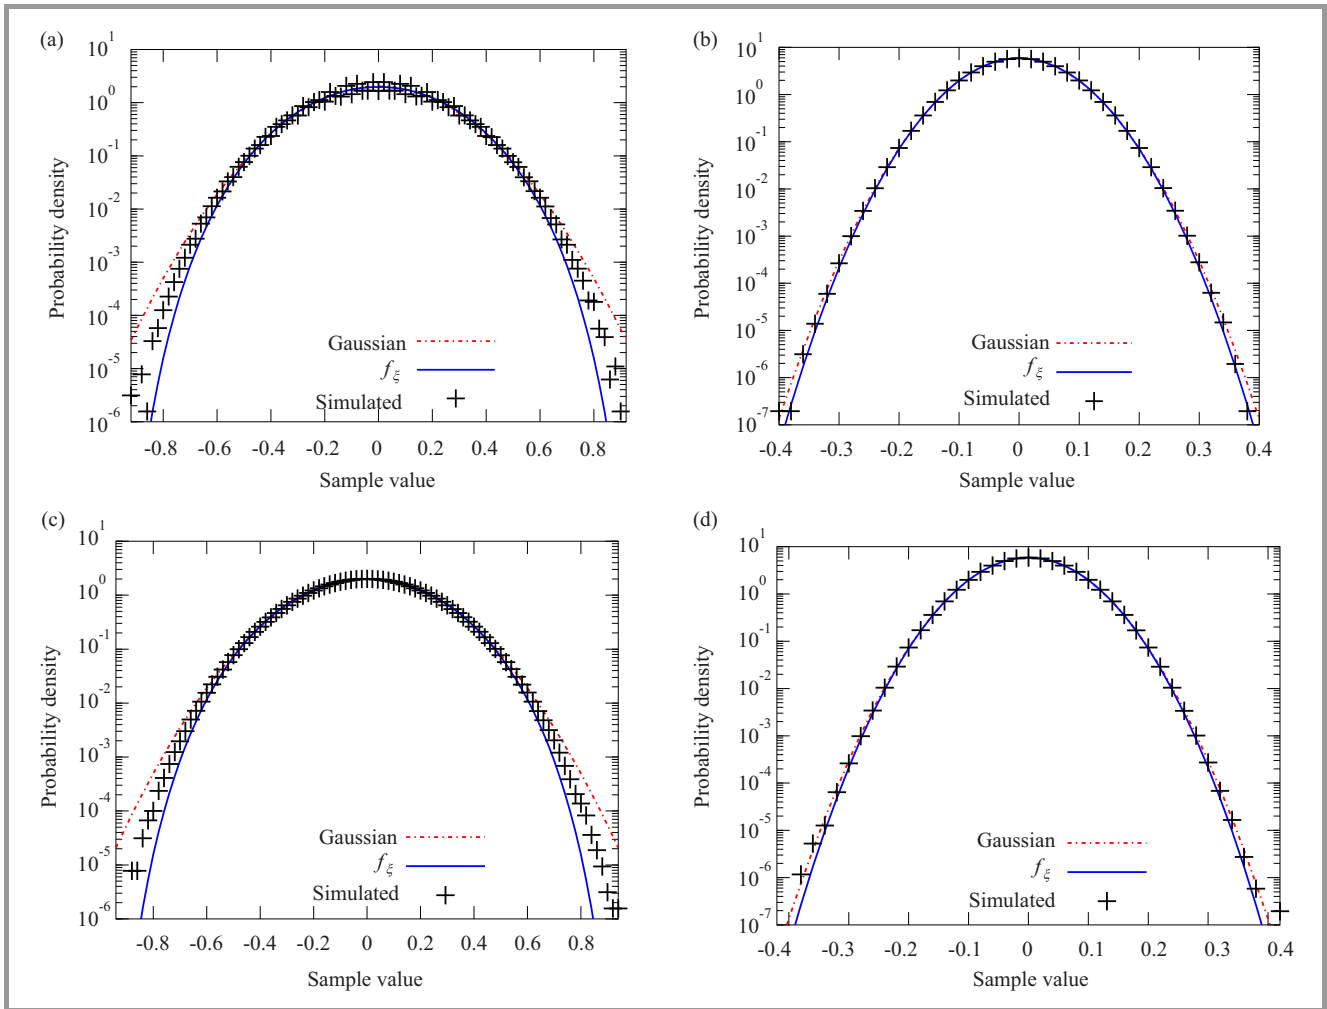 (a)
10^1
10^0
10^-1
10^-2
10^-3
10^-4
10^-5
10^-6
Probability density
Gaussian
f_ξ
Simulated
-0.8 -0.6 -0.4 -0.2 0 0.2 0.4 0.6 0.8
Sample value
(b)
10^1
10^0
10^-1
10^-2
10^-3
10^-4
10^-5
10^-6
10^-7
Probability density
Gaussian
f_ξ
Simulated
-0.4 -0.3 -0.2 -0.1 0 0.1 0.2 0.3 0.4
Sample value
(c)
10^1
10^0
10^-1
10^-2
10^-3
10^-4
10^-5
10^-6
Probability density
Gaussian
f_ξ
Simulated
-0.8 -0.6 -0.4 -0.2 0 0.2 0.4 0.6 0.8
Sample value
(d)
10^1
10^0
10^-1
10^-2
10^-3
10^-4
10^-5
10^-6
10^-7
Probability density
Gaussian
f_ξ
Simulated
-0.4 -0.3 -0.2 -0.1 0 0.1 0.2 0.3 0.4
Sample value